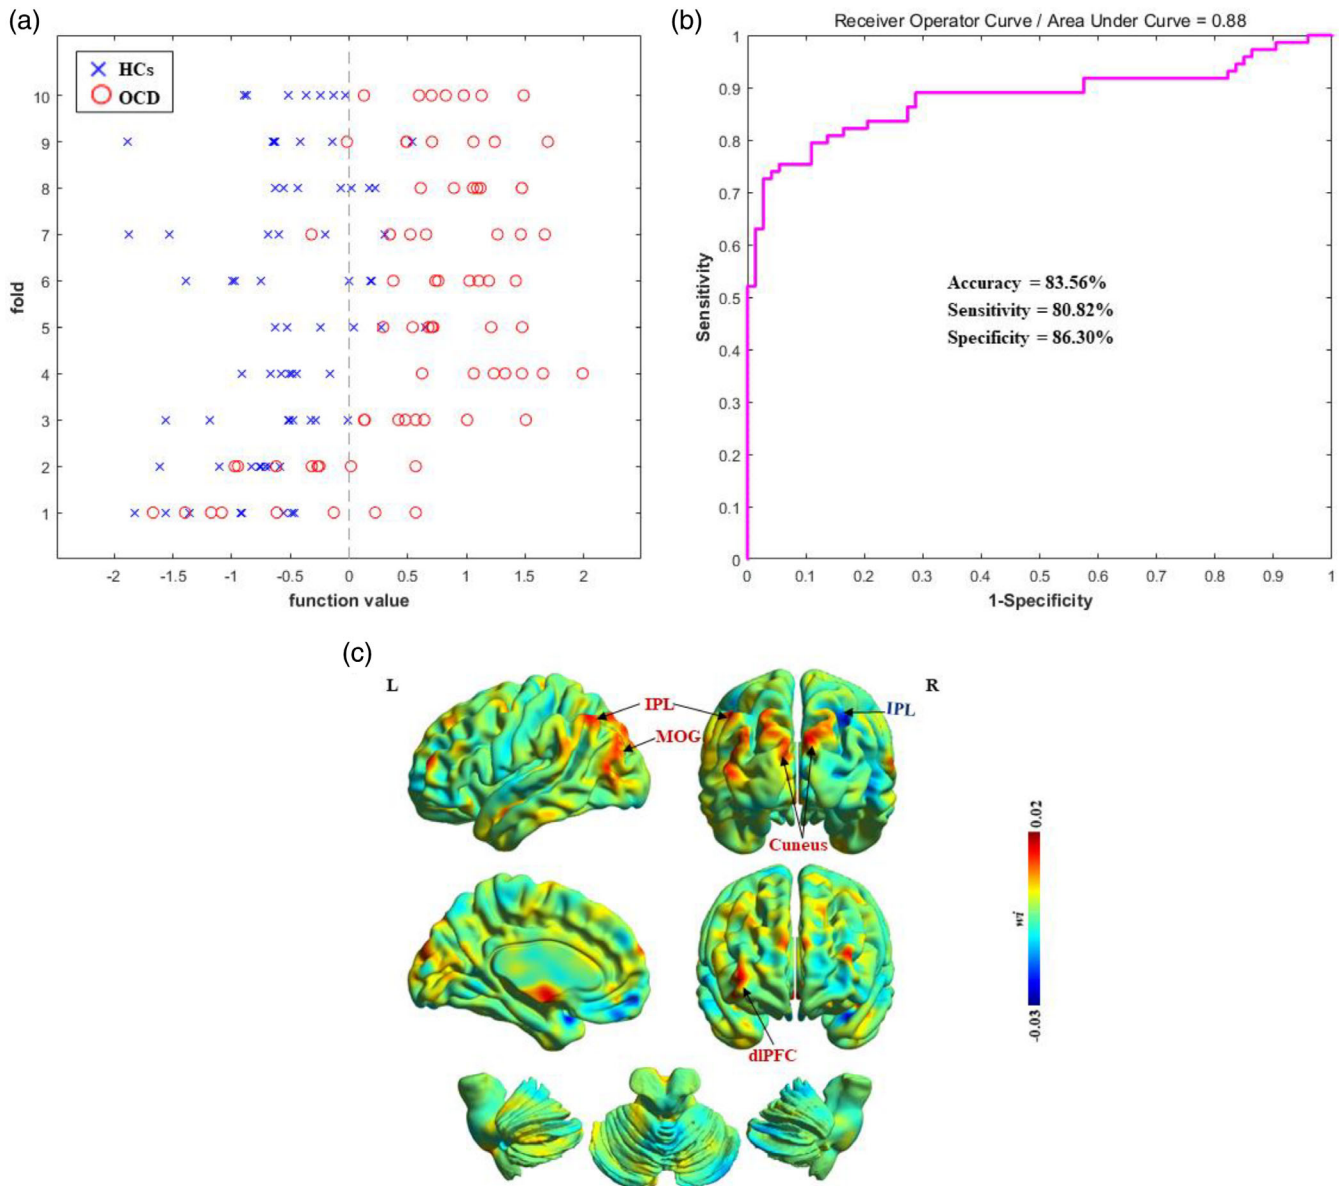 (a)
HCs
OCD
10
9
8
7
6
5
4
3
2
1
fold
-2
-1.5
-1
-0.5
0
0.5
1
1.5
2
function value
(b)
Receiver Operator Curve / Area Under Curve = 0.88
1
0.9
0.8
0.7
0.6
0.5
0.4
0.3
0.2
0.1
0
Sensitivity
Accuracy = 83.56%
Sensitivity = 80.82%
Specificity = 86.30%
0
0.1
0.2
0.3
0.4
0.5
0.6
0.7
0.8
0.9
1
1-Specificity
(c)
L
R
IPL
IPL
MOG
Cuneus
dlPFC
0.02
wi
-0.03